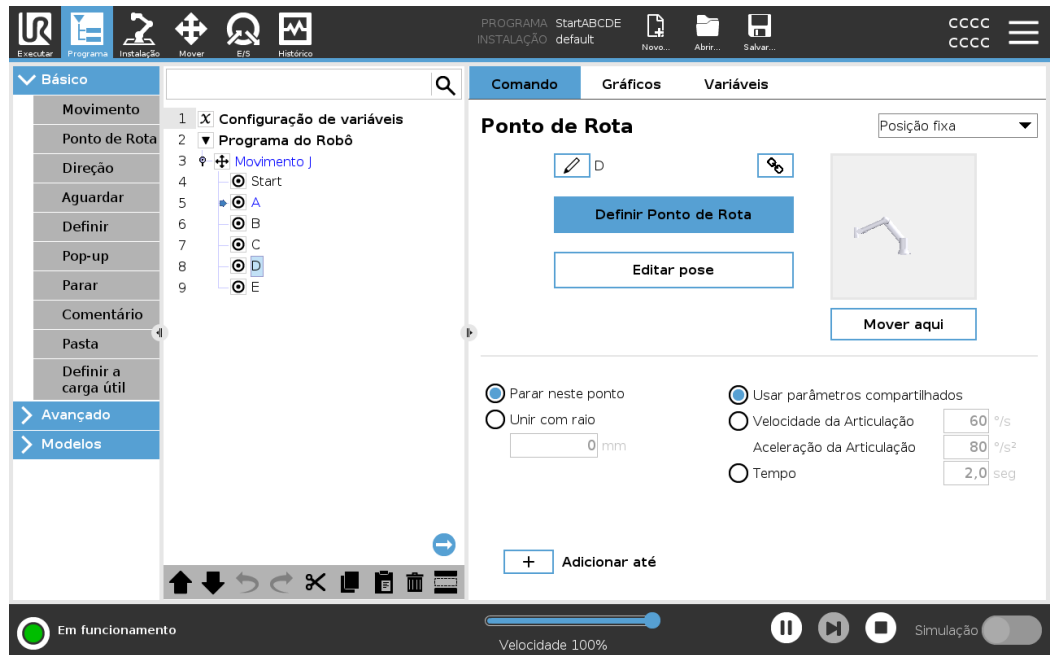 UR
PROGRAMA StartABCDE
INSTALAÇÃO default
CCCC
CCCC
Executar Programa Instalação Mover E/S Histórico Novo... Abrir... Salvar...
Básico
Movimento
Ponto de Rota
Direção
Aguardar
Definir
Pop-up
Parar
Comentário
Pasta
Definir a
carga útil
Avançado
Modelos
1 X Configuração de variáveis
2 Programa do Robô
3 Movimento J
4 Start
5 A
6 B
7 C
8 D
9 E
Comando Gráficos Variáveis
Ponto de Rota
Posição fixa
D
Definir Ponto de Rota
Editar pose
Mover aqui
Parar neste ponto
Unir com raio
0 mm
Usar parâmetros compartilhados
Velocidade da Articulação 60 °/s
Aceleração da Articulação 80 °/s²
Tempo 2,0 seg
+ Adicionar até
Em funcionamento
Velocidade 100%
Simulação